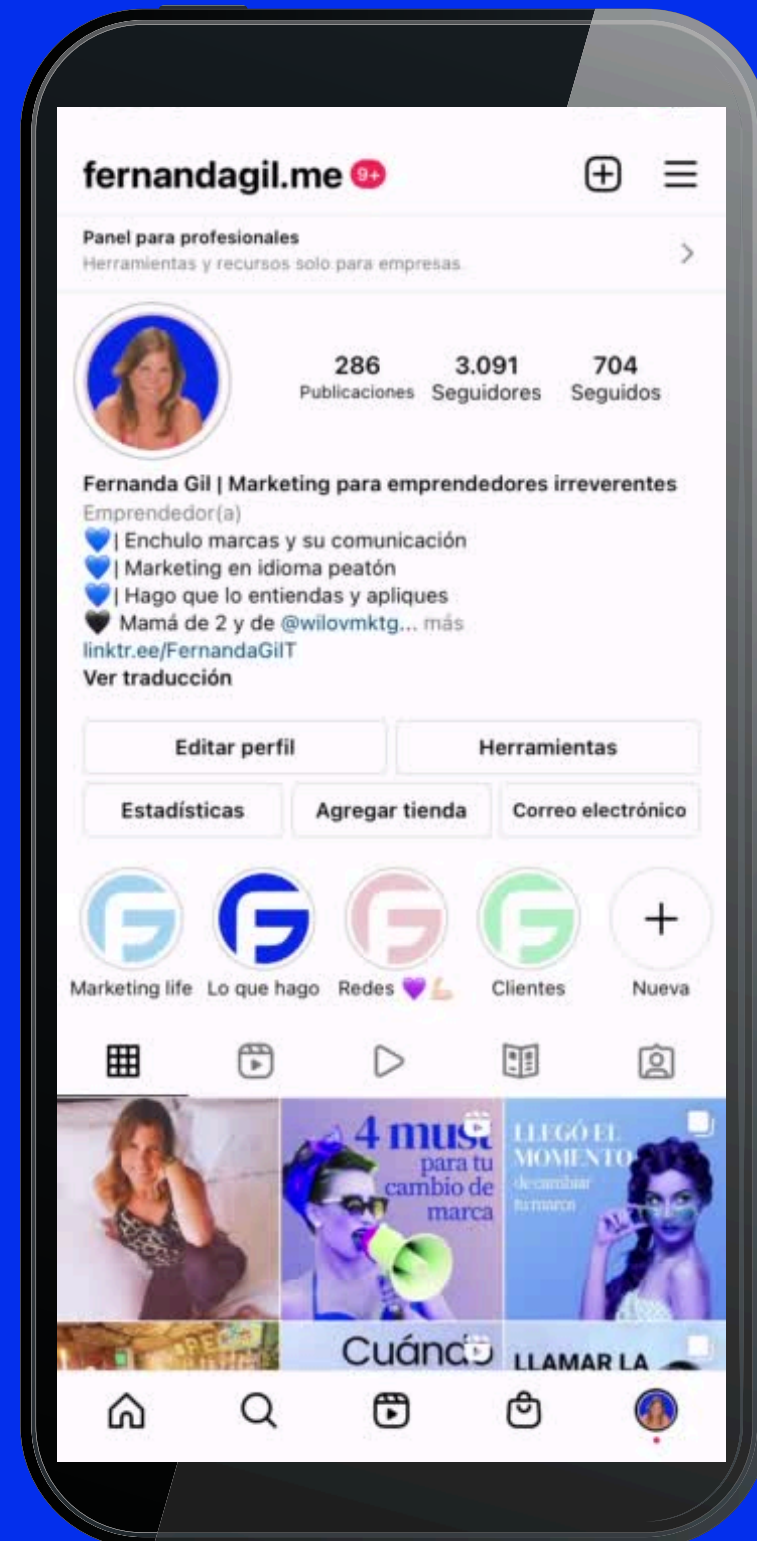 fernandagil.me 9+
Panel para profesionales
Herramientas y recursos solo para empresas.
286 3.091 704
Publicaciones Seguidores Seguidos
Fernanda Gil | Marketing para emprendedores irreverentes
Emprendedor(a)
💙| Enchulo marcas y su comunicación
💙| Marketing en idioma peatón
💙| Hago que lo entiendas y apliques
🖤 Mamá de 2 y de @wilovmktg... más
linktr.ee/FernandaGilT
Ver traducción
Editar perfil Herramientas
Estadísticas Agregar tienda Correo electrónico
Marketing life Lo que hago Redes 💜💪🏻 Clientes Nueva
4 must
para tu
cambio de
marca
LLEGÓ EL
MOMENTO
de cambiar
tu marca
Cuándo
LLAMAR LA